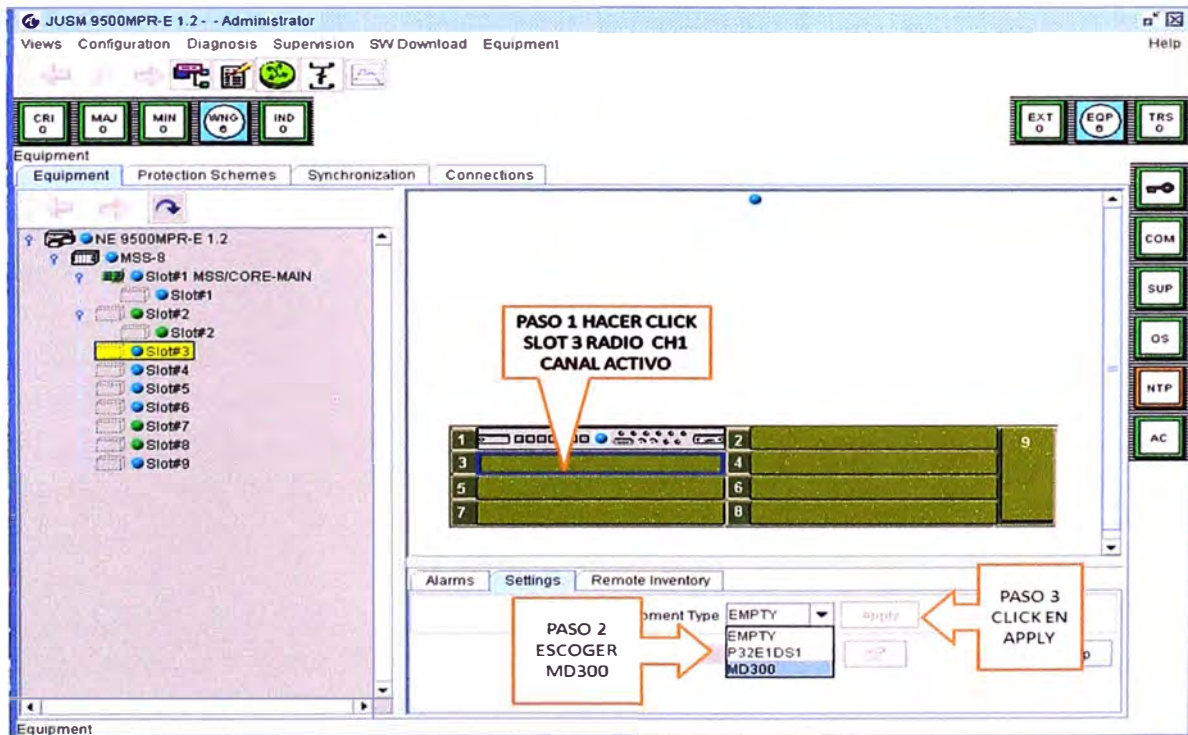 JUSM 9500MPR-E 1.2 - - Administrator
Views Configuration Diagnosis Supervision SW Download Equipment Help
CRI 0
MAJ 0
MIN 0
WNG 6
IND 0
EXT 0
EQP 6
TRS 0
Equipment
Equipment Protection Schemes Synchronization Connections
NE 9500MPR-E 1.2
MSS-8
Slot#1 MSS/CORE-MAIN
Slot#1
Slot#2
Slot#2
Slot#3
Slot#4
Slot#5
Slot#6
Slot#7
Slot#8
Slot#9
PASO 1 HACER CLICK
SLOT 3 RADIO CH1
CANAL ACTIVO
1 2 9
3 4
5 6
7 8
COM
SUP
OS
NTP
AC
Alarms Settings Remote Inventory
pment Type EMPTY Apply
EMPTY
P32E1DS1
MD300
p
PASO 2
ESCOGER
MD300
PASO 3
CLICK EN
APPLY
Equipment